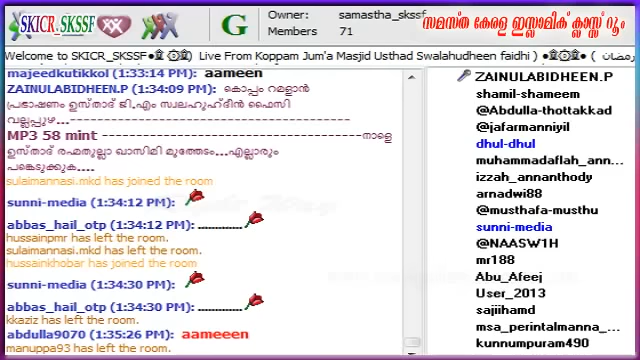 SKICR_SKSSF
G
Owner: samastha_skssf
Members 71
സമസ്ത കേരള ഇസ്ലാമിക് ക്ലാസ്സ് റൂം
Welcome to SKICR_SKSSF Live From Koppam Jum'a Masjid Usthad Swalahudheen faidhi ) رمضان
majeedkutikkol (1:33:14 PM): aameen
ZAINULABIDHEEN.P (1:34:09 PM): കൊപ്പം റമളാന്‍
പ്രഭാഷണം ഉസ്താദ് ജി.എം സ്വലാഹുഹ്ദീന്‍ ഫൈസി
വല്ലപ്പുഴ...-----------------------------------------
MP3 58 mint -----------------------------------നാളെ
ഉസ്താദ് രഹ്മതുല്ലാ ഖാസിമി മൂത്തേടം...എല്ലാരും
പങ്കെടുക്കുക....
sulaimannasi.mkd has joined the room
sunni-media (1:34:12 PM):
abbas_hail_otp (1:34:12 PM): .............
hussainpmr has left the room.
sulaimannasi.mkd has left the room.
hussainkhobar has joined the room
sunni-media (1:34:30 PM):
abbas_hail_otp (1:34:30 PM): .............
kkaziz has left the room.
abdulla9070 (1:35:26 PM): aameeen
manuppa93 has left the room.
ZAINULABIDHEEN.P
shamil-shameem
@Abdulla-thottakkad
@jafarmanniyil
dhul-dhul
muhammadaflah_ann...
izzah_annanthody
arnadwi88
@musthafa-musthu
sunni-media
@NAASW1H
mr188
Abu_Afeej
User_2013
sajiihamd
msa_perintalmanna_...
kunnumpuram490